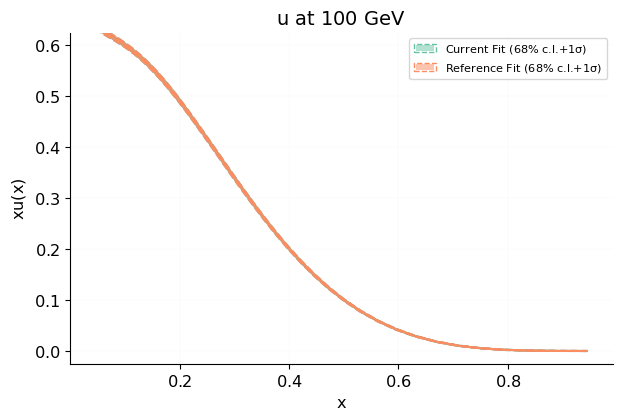 u at 100 GeV
Current Fit (68% c.l.+1σ)
Reference Fit (68% c.l.+1σ)
xu(x)
0.6
0.5
0.4
0.3
0.2
0.1
0.0
0.2 0.4 0.6 0.8
x